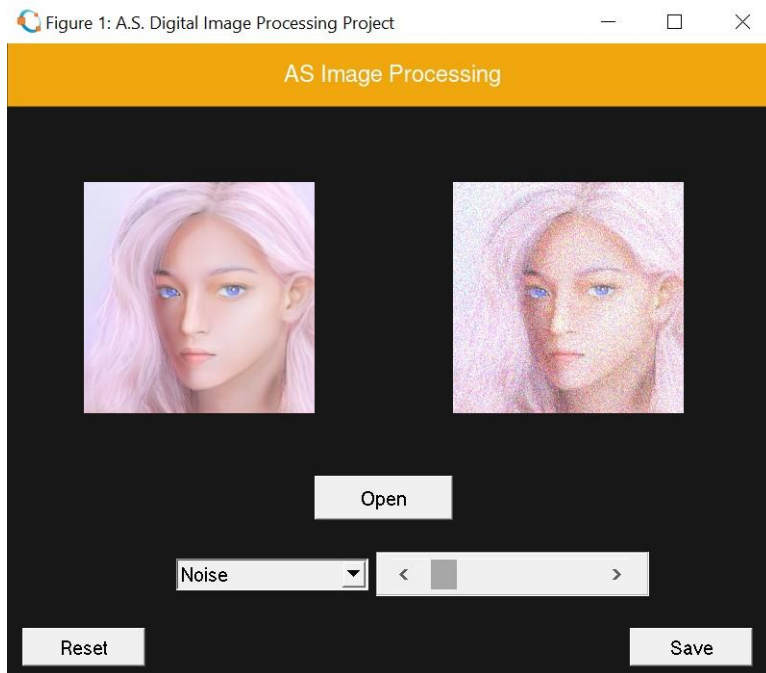 Figure 1: A.S. Digital Image Processing Project
AS Image Processing
Open
Noise
Reset
Save